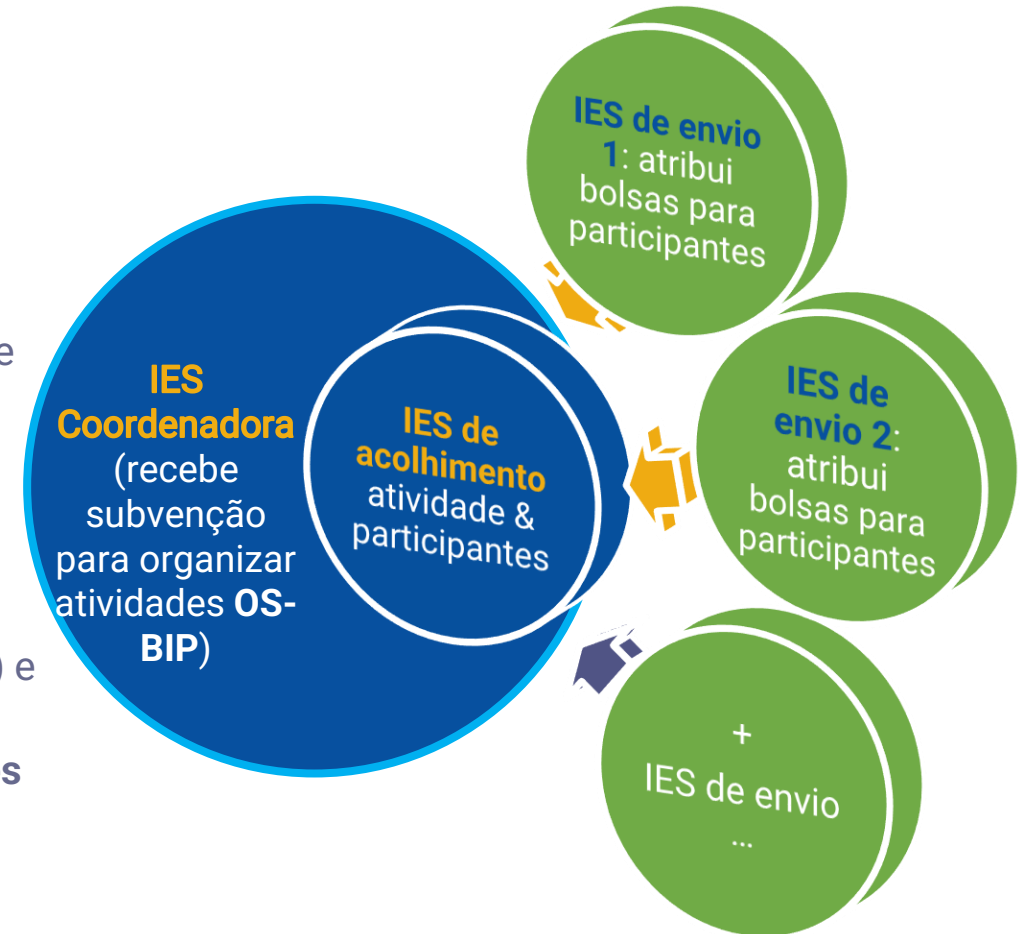 IES de envio
1: atribui
bolsas para
participantes
e
IES
Coordenadora
(recebe
subvenção
para organizar
atividades OS-
BIP)
IES de
acolhimento
atividade &
participantes
IES de
envio 2:
atribui
bolsas para
participantes
) e
s
+
IES de envio
...